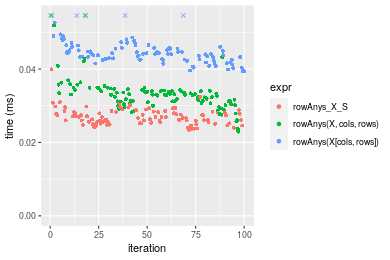 time (ms)
0.04
0.02
0.00
0
25
50
75
100
iteration
expr
rowAnys_X_S
rowAnys(X, cols, rows)
rowAnys(X[cols, rows])